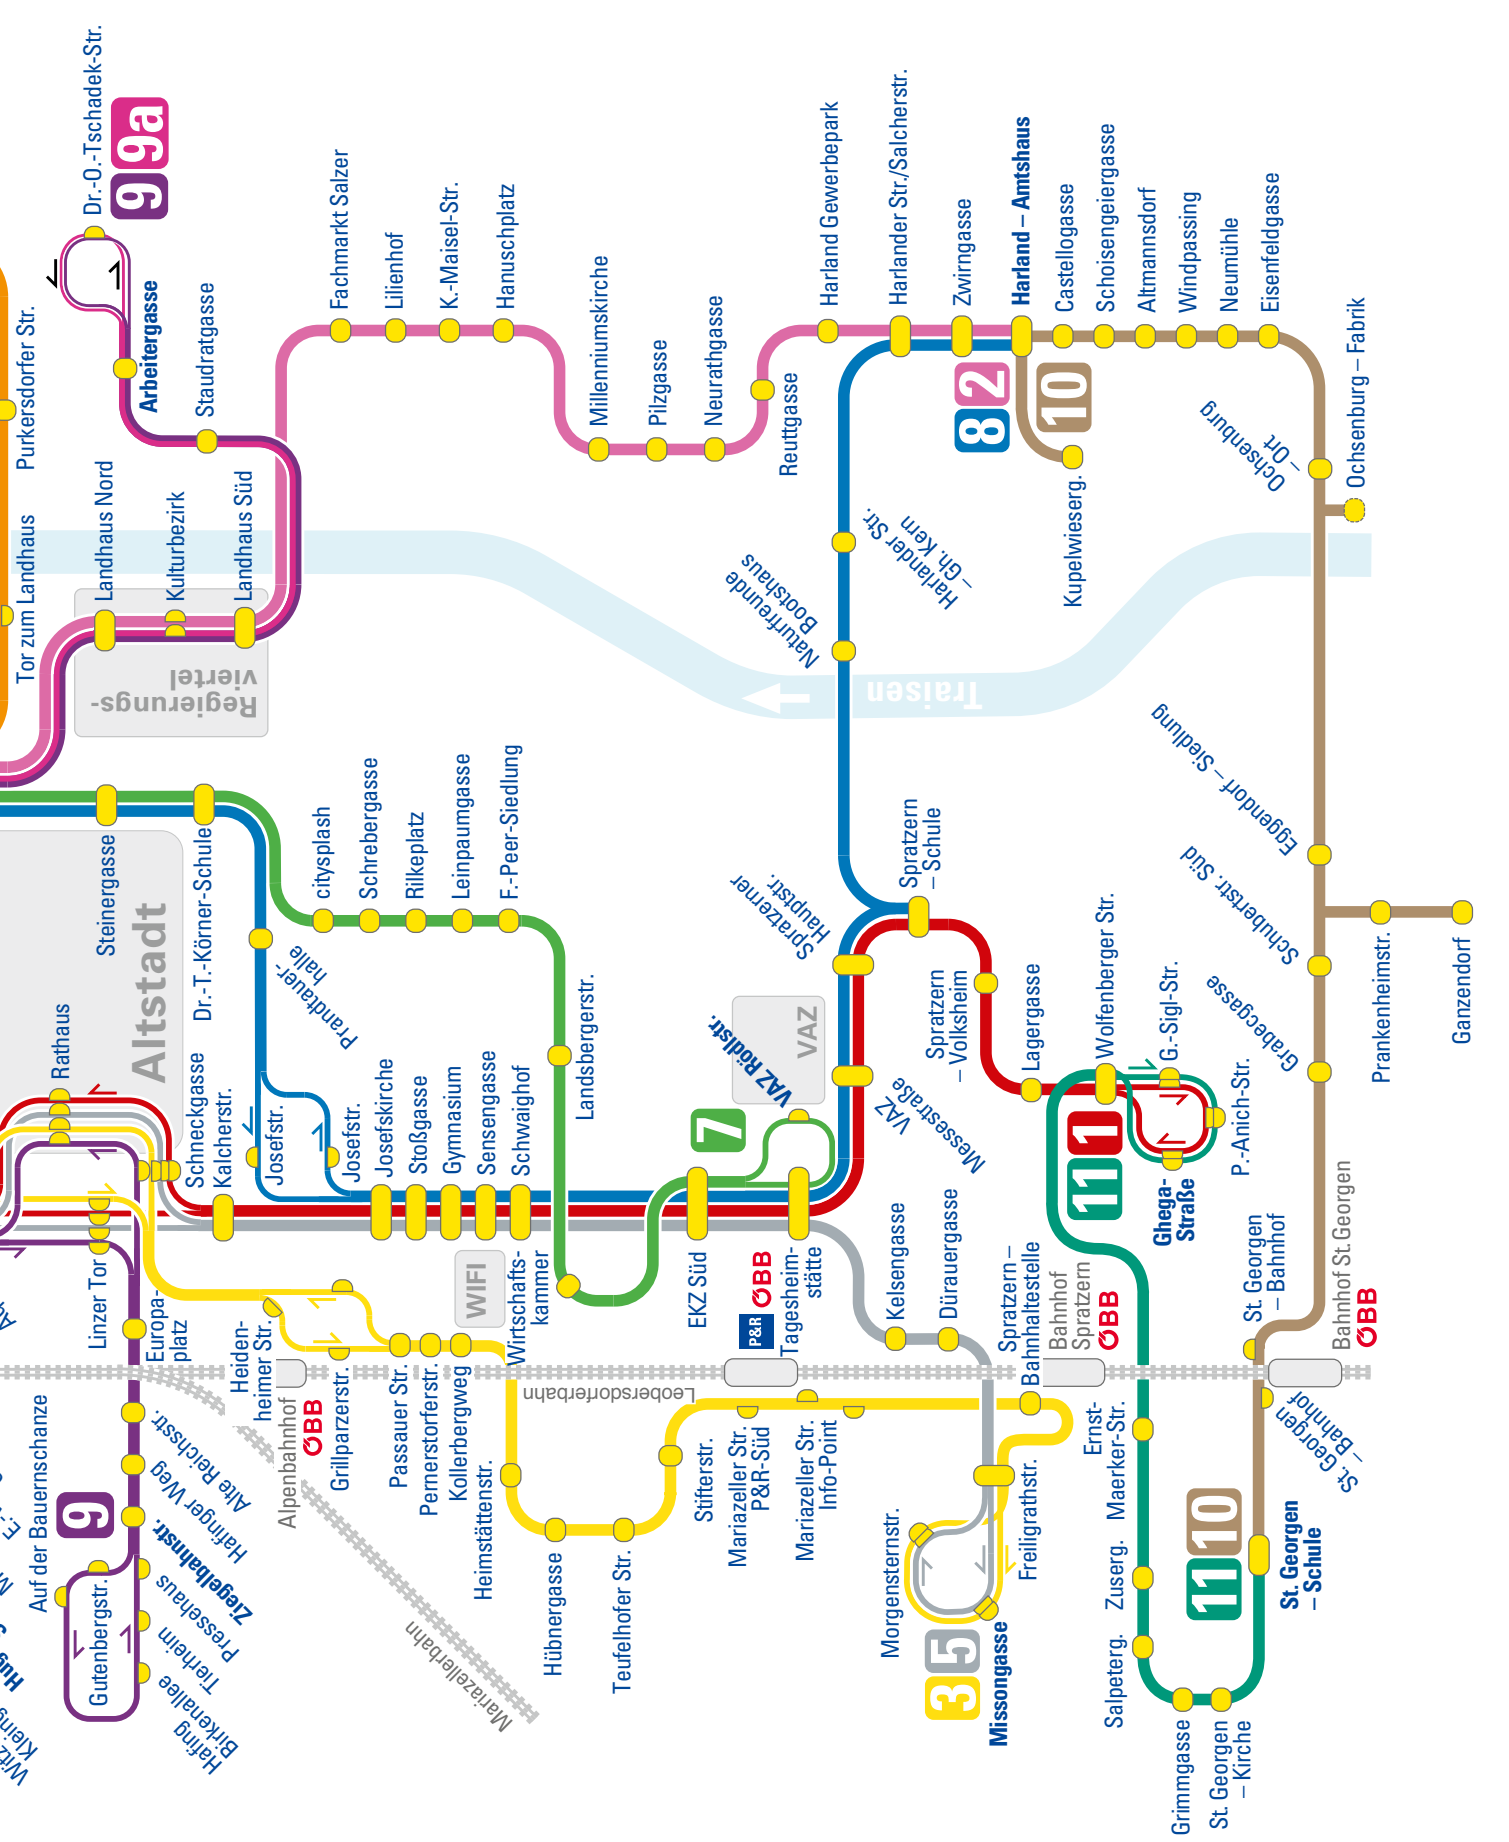 Dr.-O.-Tschadek-Str.
9 9a
Arbeitergasse
Staudratgasse
Purkersdorfer Str.
Tor zum Landhaus
Landhaus Nord
Kulturbezirk
Landhaus Süd
Regierungs-
viertel
Fachmarkt Salzer
Lilienhof
K.-Maisel-Str.
Hanuschplatz
Millenniumskirche
Pilzgasse
Neurathgasse
Reuttgasse
Harland Gewerbepark
Harlander Str./Salcherstr.
Zwirngasse
Harland – Amtshaus
8 2
10
Castellogasse
Schoisengeiergasse
Altmannsdorf
Windpassing
Neumühle
Eisenfeldgasse
Kupelwieserg.
Ochsenburg
– Ort
Ochsenburg – Fabrik
Harlander Str.
– Gh. Kern
Naturfreunde
Bootshaus
Traisen
Eggendorf – Siedlung
Schubertstr. Süd
Grabecgasse
Prankenheimstr.
Ganzendorf
Steinergasse
Dr.-T.-Körner-Schule
Altstadt
Rathaus
Prandtauer-
halle
citysplash
Schrebergasse
Rilkeplatz
Leinpaumgasse
F.-Peer-Siedlung
Landsbergerstr.
Schneckgasse
Kalcherstr.
Josefstr.
Josefstr.
Josefskirche
Stoßgasse
Gymnasium
Sensengasse
Schwaighof
WIFI
Wirtschafts-
kammer
EKZ Süd
7
VAZ Rödlstr.
VAZ
VAZ
Messestraße
Spratzerner
Hauptstr.
Spratzern
– Schule
Spratzern
– Volksheim
Lagergasse
Wolfenberger Str.
G.-Sigl-Str.
P.-Anich-Str.
11 1
Ghega-
Straße
P&R
ÖBB
Tagesheim-
stätte
Kelsengasse
Dürauergasse
Spratzern –
Bahnhaltestelle
Bahnhof
Spratzern
ÖBB
St. Georgen
– Bahnhof
Bahnhof St. Georgen
ÖBB
St. Georgen
– Bahnhof
Linzer Tor
Europa-
platz
Heiden-
heimer Str.
Alpenbahnhof
ÖBB
Grillparzerstr.
Passauer Str.
Pernerstorferstr.
Kollerbergweg
Heimstättenstr.
Leobersdorferbahn
Hübnergasse
Teufelhofer Str.
Stifterstr.
Mariazeller Str.
P&R-Süd
Mariazeller Str.
Info-Point
Morgensternstr.
Freiligrathstr.
3 5
Missongasse
Ernst-
Maerker-Str.
Zuserg.
Salpeterg.
Grimmgasse
St. Georgen
– Kirche
11 10
St. Georgen
– Schule
Auf der Bauernschanze
9
Alte Reichsstr.
Hafinger Weg
Ziegelbahnstr.
Pressehaus
Tierheim
Hafing
Birkenallee
Gutenbergstr.
Mariazellerbahn